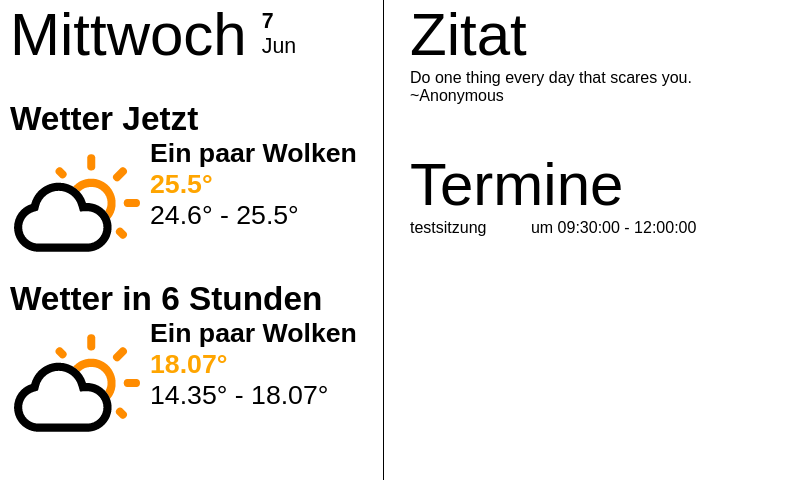 Mittwoch
7
Jun
Wetter Jetzt
Ein paar Wolken
25.5°
24.6° - 25.5°
Wetter in 6 Stunden
Ein paar Wolken
18.07°
14.35° - 18.07°
Zitat
Do one thing every day that scares you.
~Anonymous
Termine
testsitzung um 09:30:00 - 12:00:00